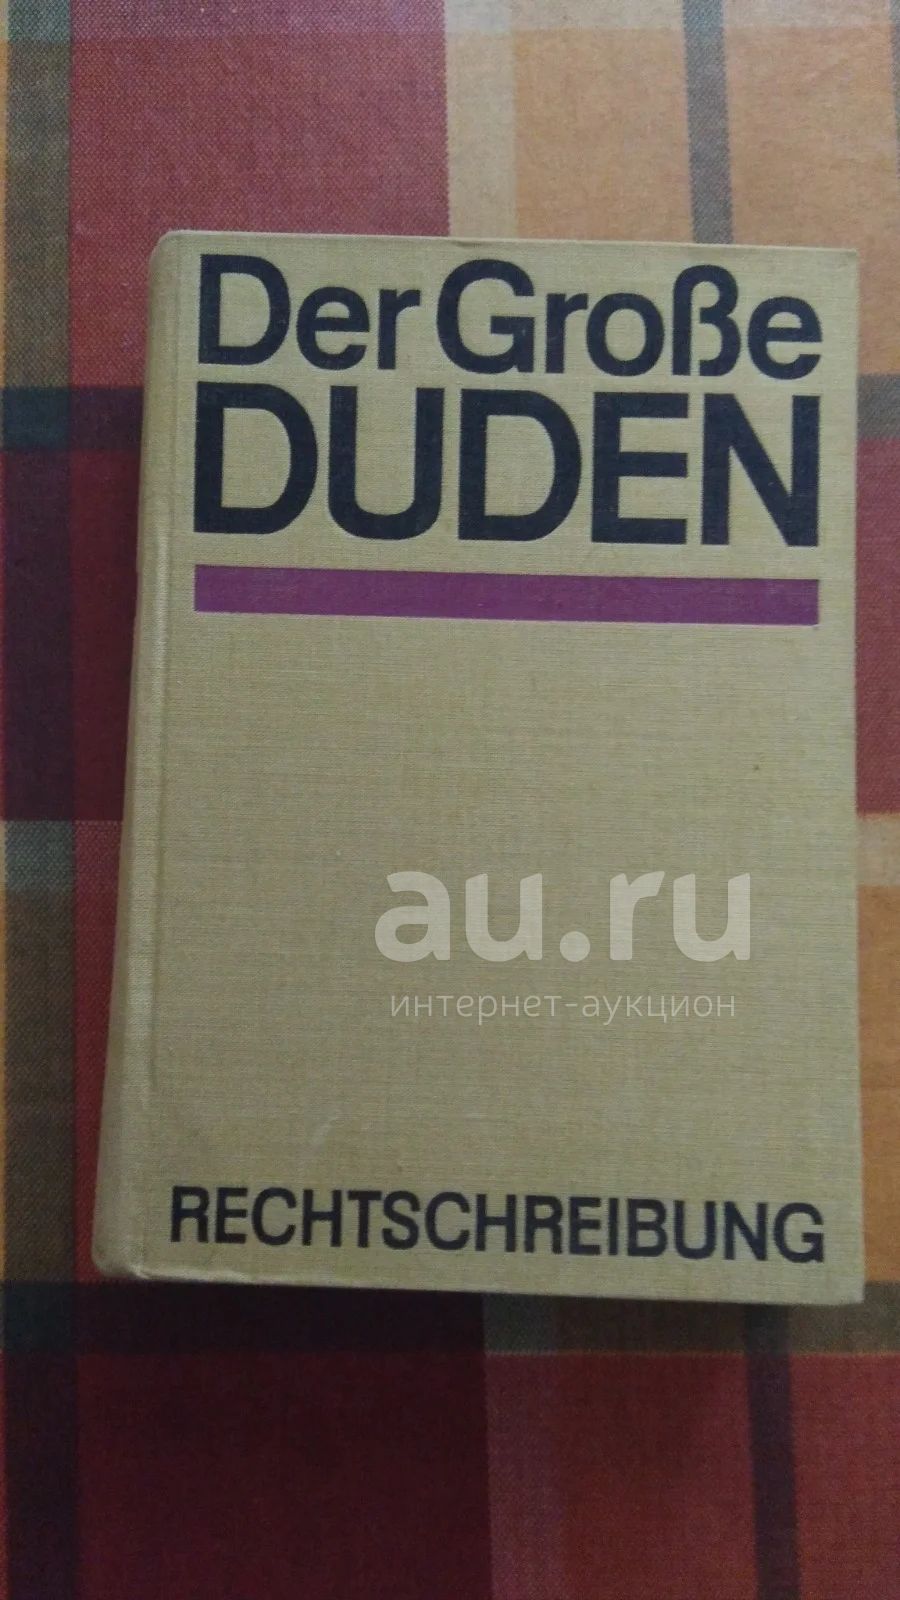 Der Große
DUDEN
au.ru
интернет-аукцион
RECHTSCHREIBUNG